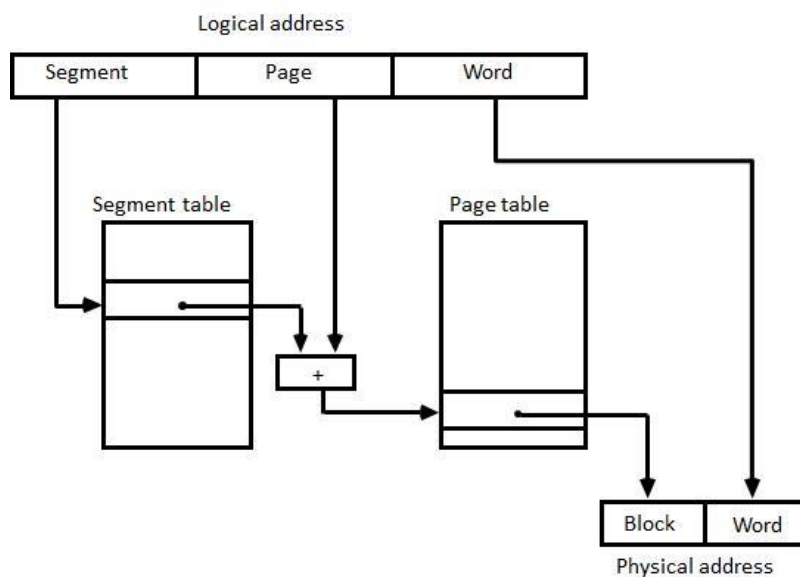 Logical address
Segment Page Word
Segment table Page table
+
Block Word
Physical address